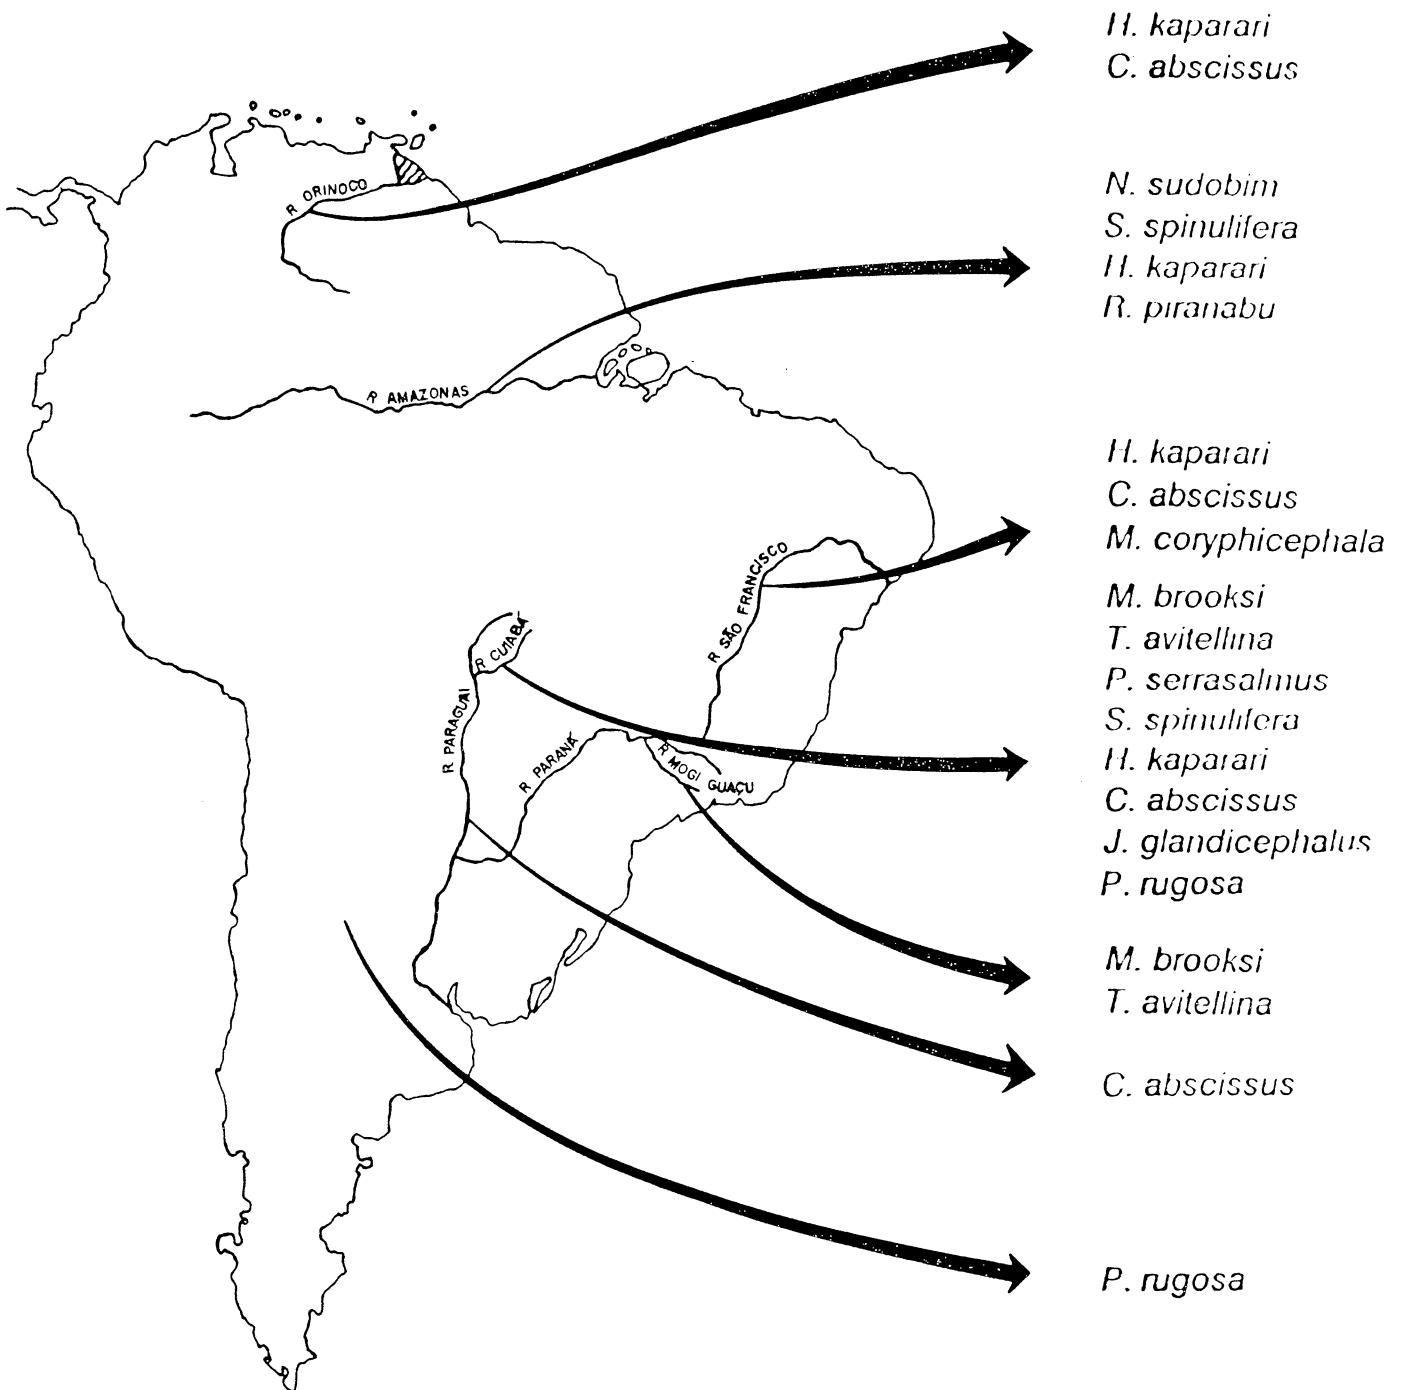 H. kaparari
C. abscissus
N. sudobim
S. spinulifera
H. kaparari
R. piranabu
H. kaparari
C. abscissus
M. coryphicephala
M. brooksi
T. avitellina
P. serrasalmus
S. spinulifera
H. kaparari
C. abscissus
J. glandicephalus
P. rugosa
M. brooksi
T. avitellina
C. abscissus
P. rugosa
R ORINOCO
R AMAZONAS
R SÃO FRANCISCO
R CUIABÁ
R PARAGUAI
R PARANÁ
R MOGI GUAÇU